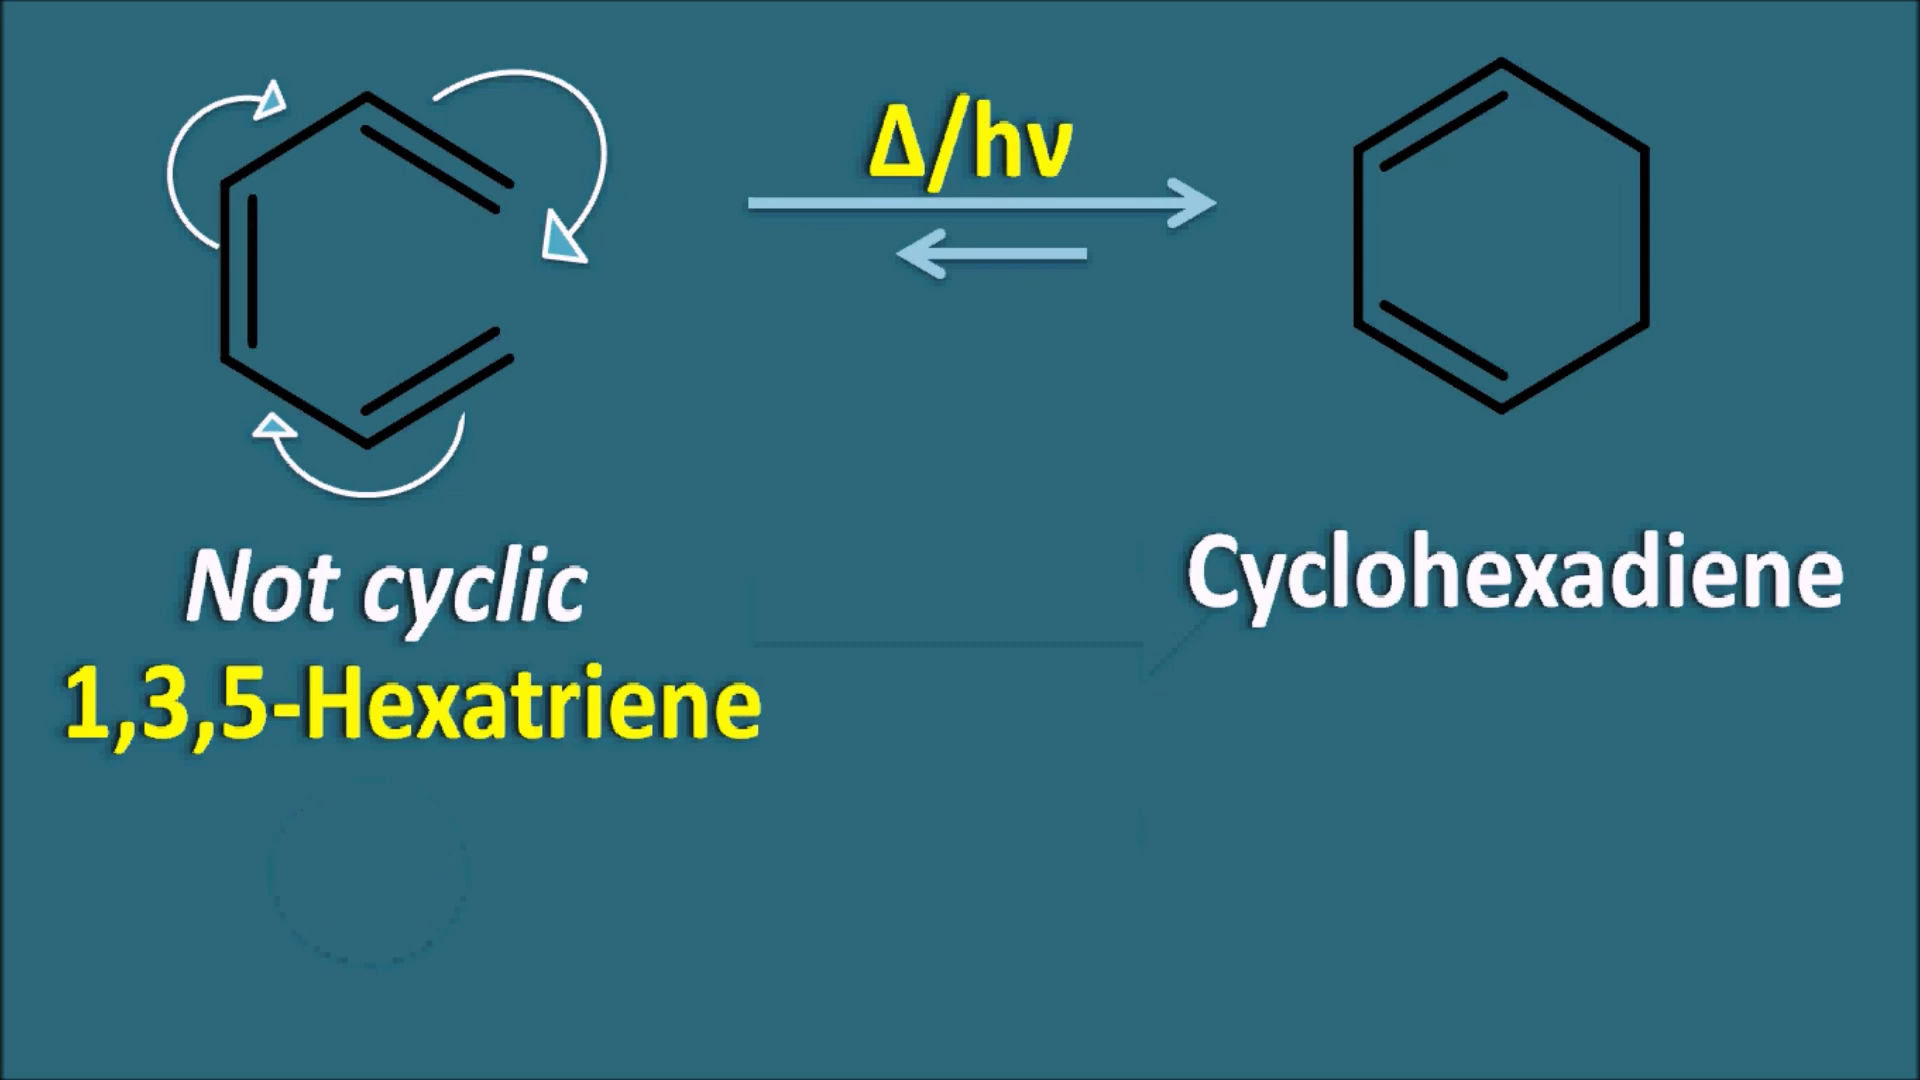 Δ/hν
Not cyclic
1,3,5-Hexatriene
Cyclohexadiene